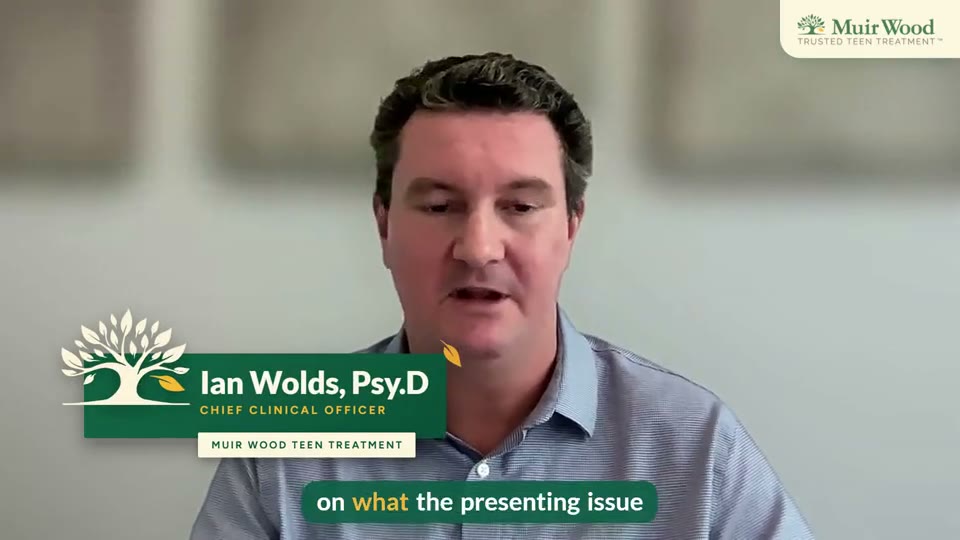 Muir Wood
TRUSTED TEEN TREATMENT™
Ian Wolds, Psy.D
CHIEF CLINICAL OFFICER
MUIR WOOD TEEN TREATMENT
on what the presenting issue